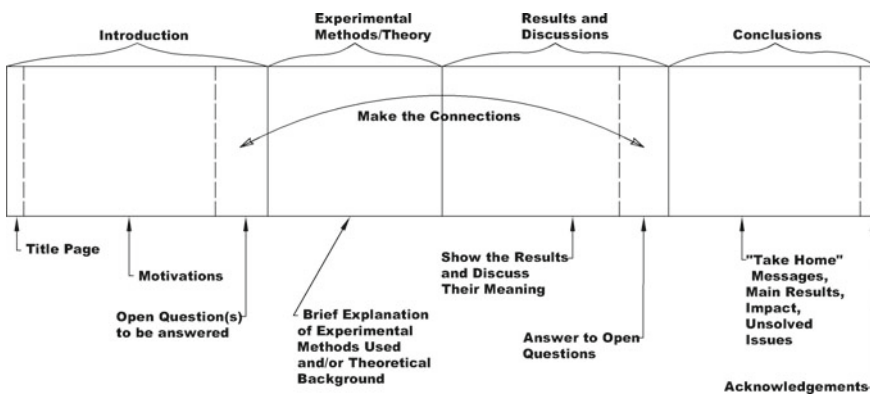 Introduction
Experimental
Methods/Theory
Results and
Discussions
Conclusions
Make the Connections
Title Page
Motivations
Open Question(s)
to be answered
Brief Explanation
of Experimental
Methods Used
and/or Theoretical
Background
Show the Results
and Discuss
Their Meaning
Answer to Open
Questions
"Take Home"
Messages,
Main Results,
Impact,
Unsolved
Issues
Acknowledgements